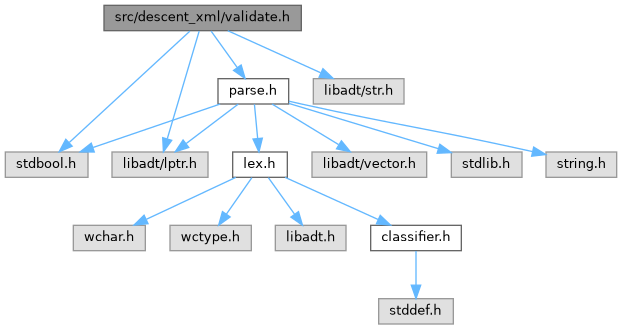 src/descent_xml/validate.h
parse.h
libadt/str.h
stdbool.h
libadt/lptr.h
lex.h
libadt/vector.h
stdlib.h
string.h
wchar.h
wctype.h
libadt.h
classifier.h
stddef.h